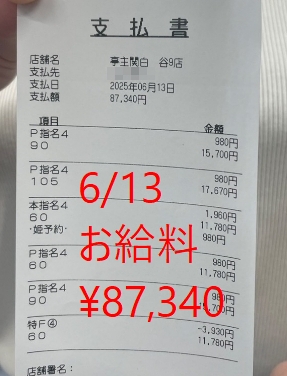 支払書
店舗名 亭主関白 谷9店
支払先
支払日 2025年06月13日
支払額 87,340円
項目 金額
P指名4 980円
90 15,700円
P指名4 980円
105 17,670円
本指名4 1,960円
60 11,780円
・姫予約・ 980円
P指名4 980円
60 11,780円
P指名4 980円
90 15,700円
特F④ -3,930円
60 11,780円
店舗署名:
6/13
お給料
¥87,340